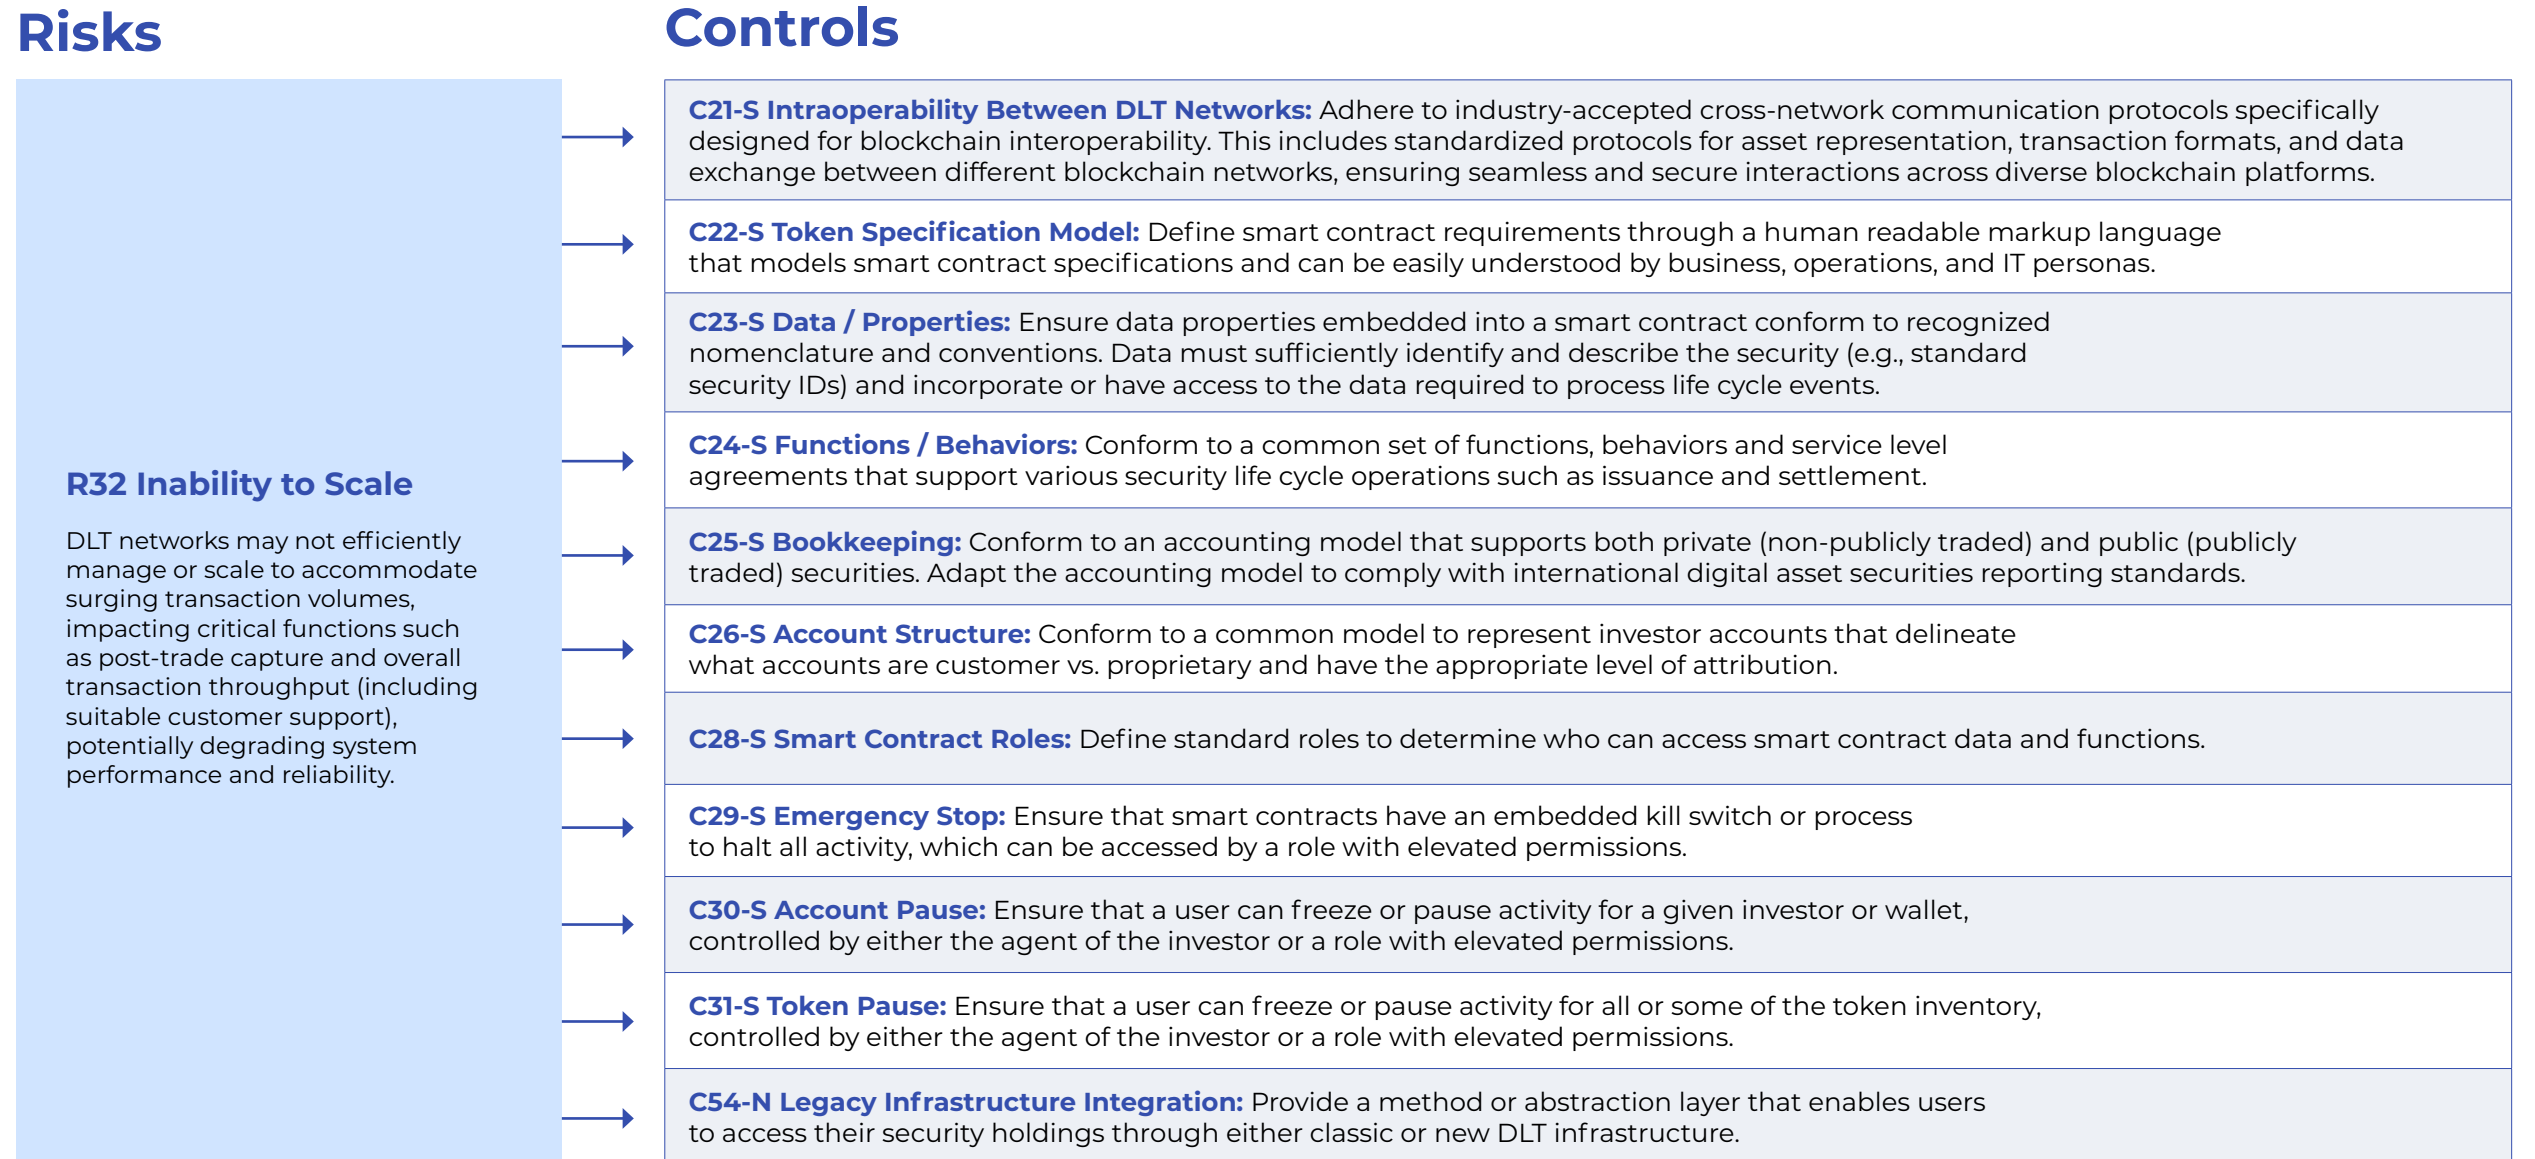 Risks
Controls
R32 Inability to Scale
DLT networks may not efficiently
manage or scale to accommodate
surging transaction volumes,
impacting critical functions such
as post-trade capture and overall
transaction throughput (including
suitable customer support),
potentially degrading system
performance and reliability.
C21-S Intraoperability Between DLT Networks: Adhere to industry-accepted cross-network communication protocols specifically
designed for blockchain interoperability. This includes standardized protocols for asset representation, transaction formats, and data
exchange between different blockchain networks, ensuring seamless and secure interactions across diverse blockchain platforms.
C22-S Token Specification Model: Define smart contract requirements through a human readable markup language
that models smart contract specifications and can be easily understood by business, operations, and IT personas.
C23-S Data / Properties: Ensure data properties embedded into a smart contract conform to recognized
nomenclature and conventions. Data must sufficiently identify and describe the security (e.g., standard
security IDs) and incorporate or have access to the data required to process life cycle events.
C24-S Functions / Behaviors: Conform to a common set of functions, behaviors and service level
agreements that support various security life cycle operations such as issuance and settlement.
C25-S Bookkeeping: Conform to an accounting model that supports both private (non-publicly traded) and public (publicly
traded) securities. Adapt the accounting model to comply with international digital asset securities reporting standards.
C26-S Account Structure: Conform to a common model to represent investor accounts that delineate
what accounts are customer vs. proprietary and have the appropriate level of attribution.
C28-S Smart Contract Roles: Define standard roles to determine who can access smart contract data and functions.
C29-S Emergency Stop: Ensure that smart contracts have an embedded kill switch or process
to halt all activity, which can be accessed by a role with elevated permissions.
C30-S Account Pause: Ensure that a user can freeze or pause activity for a given investor or wallet,
controlled by either the agent of the investor or a role with elevated permissions.
C31-S Token Pause: Ensure that a user can freeze or pause activity for all or some of the token inventory,
controlled by either the agent of the investor or a role with elevated permissions.
C54-N Legacy Infrastructure Integration: Provide a method or abstraction layer that enables users
to access their security holdings through either classic or new DLT infrastructure.